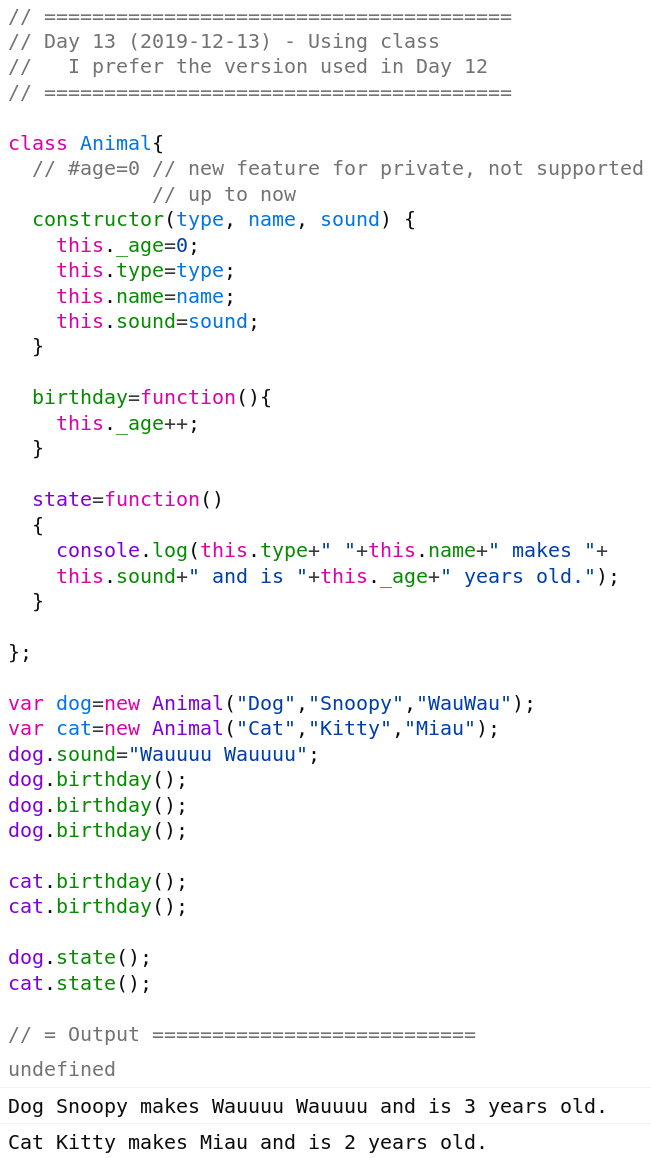 // =======================================
// Day 13 (2019-12-13) - Using class
//   I prefer the version used in Day 12
// =======================================

class Animal{
  // #age=0 // new feature for private, not supported
            // up to now
  constructor(type, name, sound) {
    this._age=0;
    this.type=type;
    this.name=name;
    this.sound=sound;
  }

  birthday=function(){
    this._age++;
  }

  state=function()
  {
    console.log(this.type+" "+this.name+" makes "+
    this.sound+" and is "+this._age+" years old.");
  }

};

var dog=new Animal("Dog","Snoopy","WauWau");
var cat=new Animal("Cat","Kitty","Miau");
dog.sound="Wauuuu Wauuuu";
dog.birthday();
dog.birthday();
dog.birthday();

cat.birthday();
cat.birthday();

dog.state();
cat.state();

// = Output ===========================
undefined
Dog Snoopy makes Wauuuu Wauuuu and is 3 years old.
Cat Kitty makes Miau and is 2 years old.